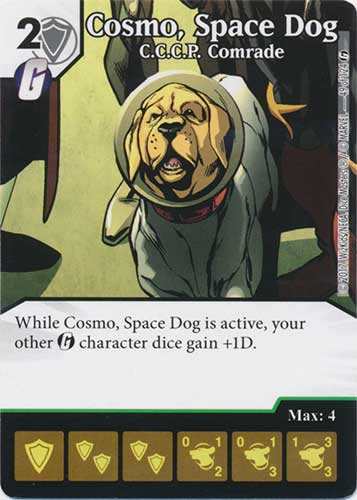 2
Cosmo, Space Dog
C.C.C.P. Comrade
G
While Cosmo, Space Dog is active, your
other G character dice gain +1D.
Max: 4
0 1 2
0 1 3
1 3 3